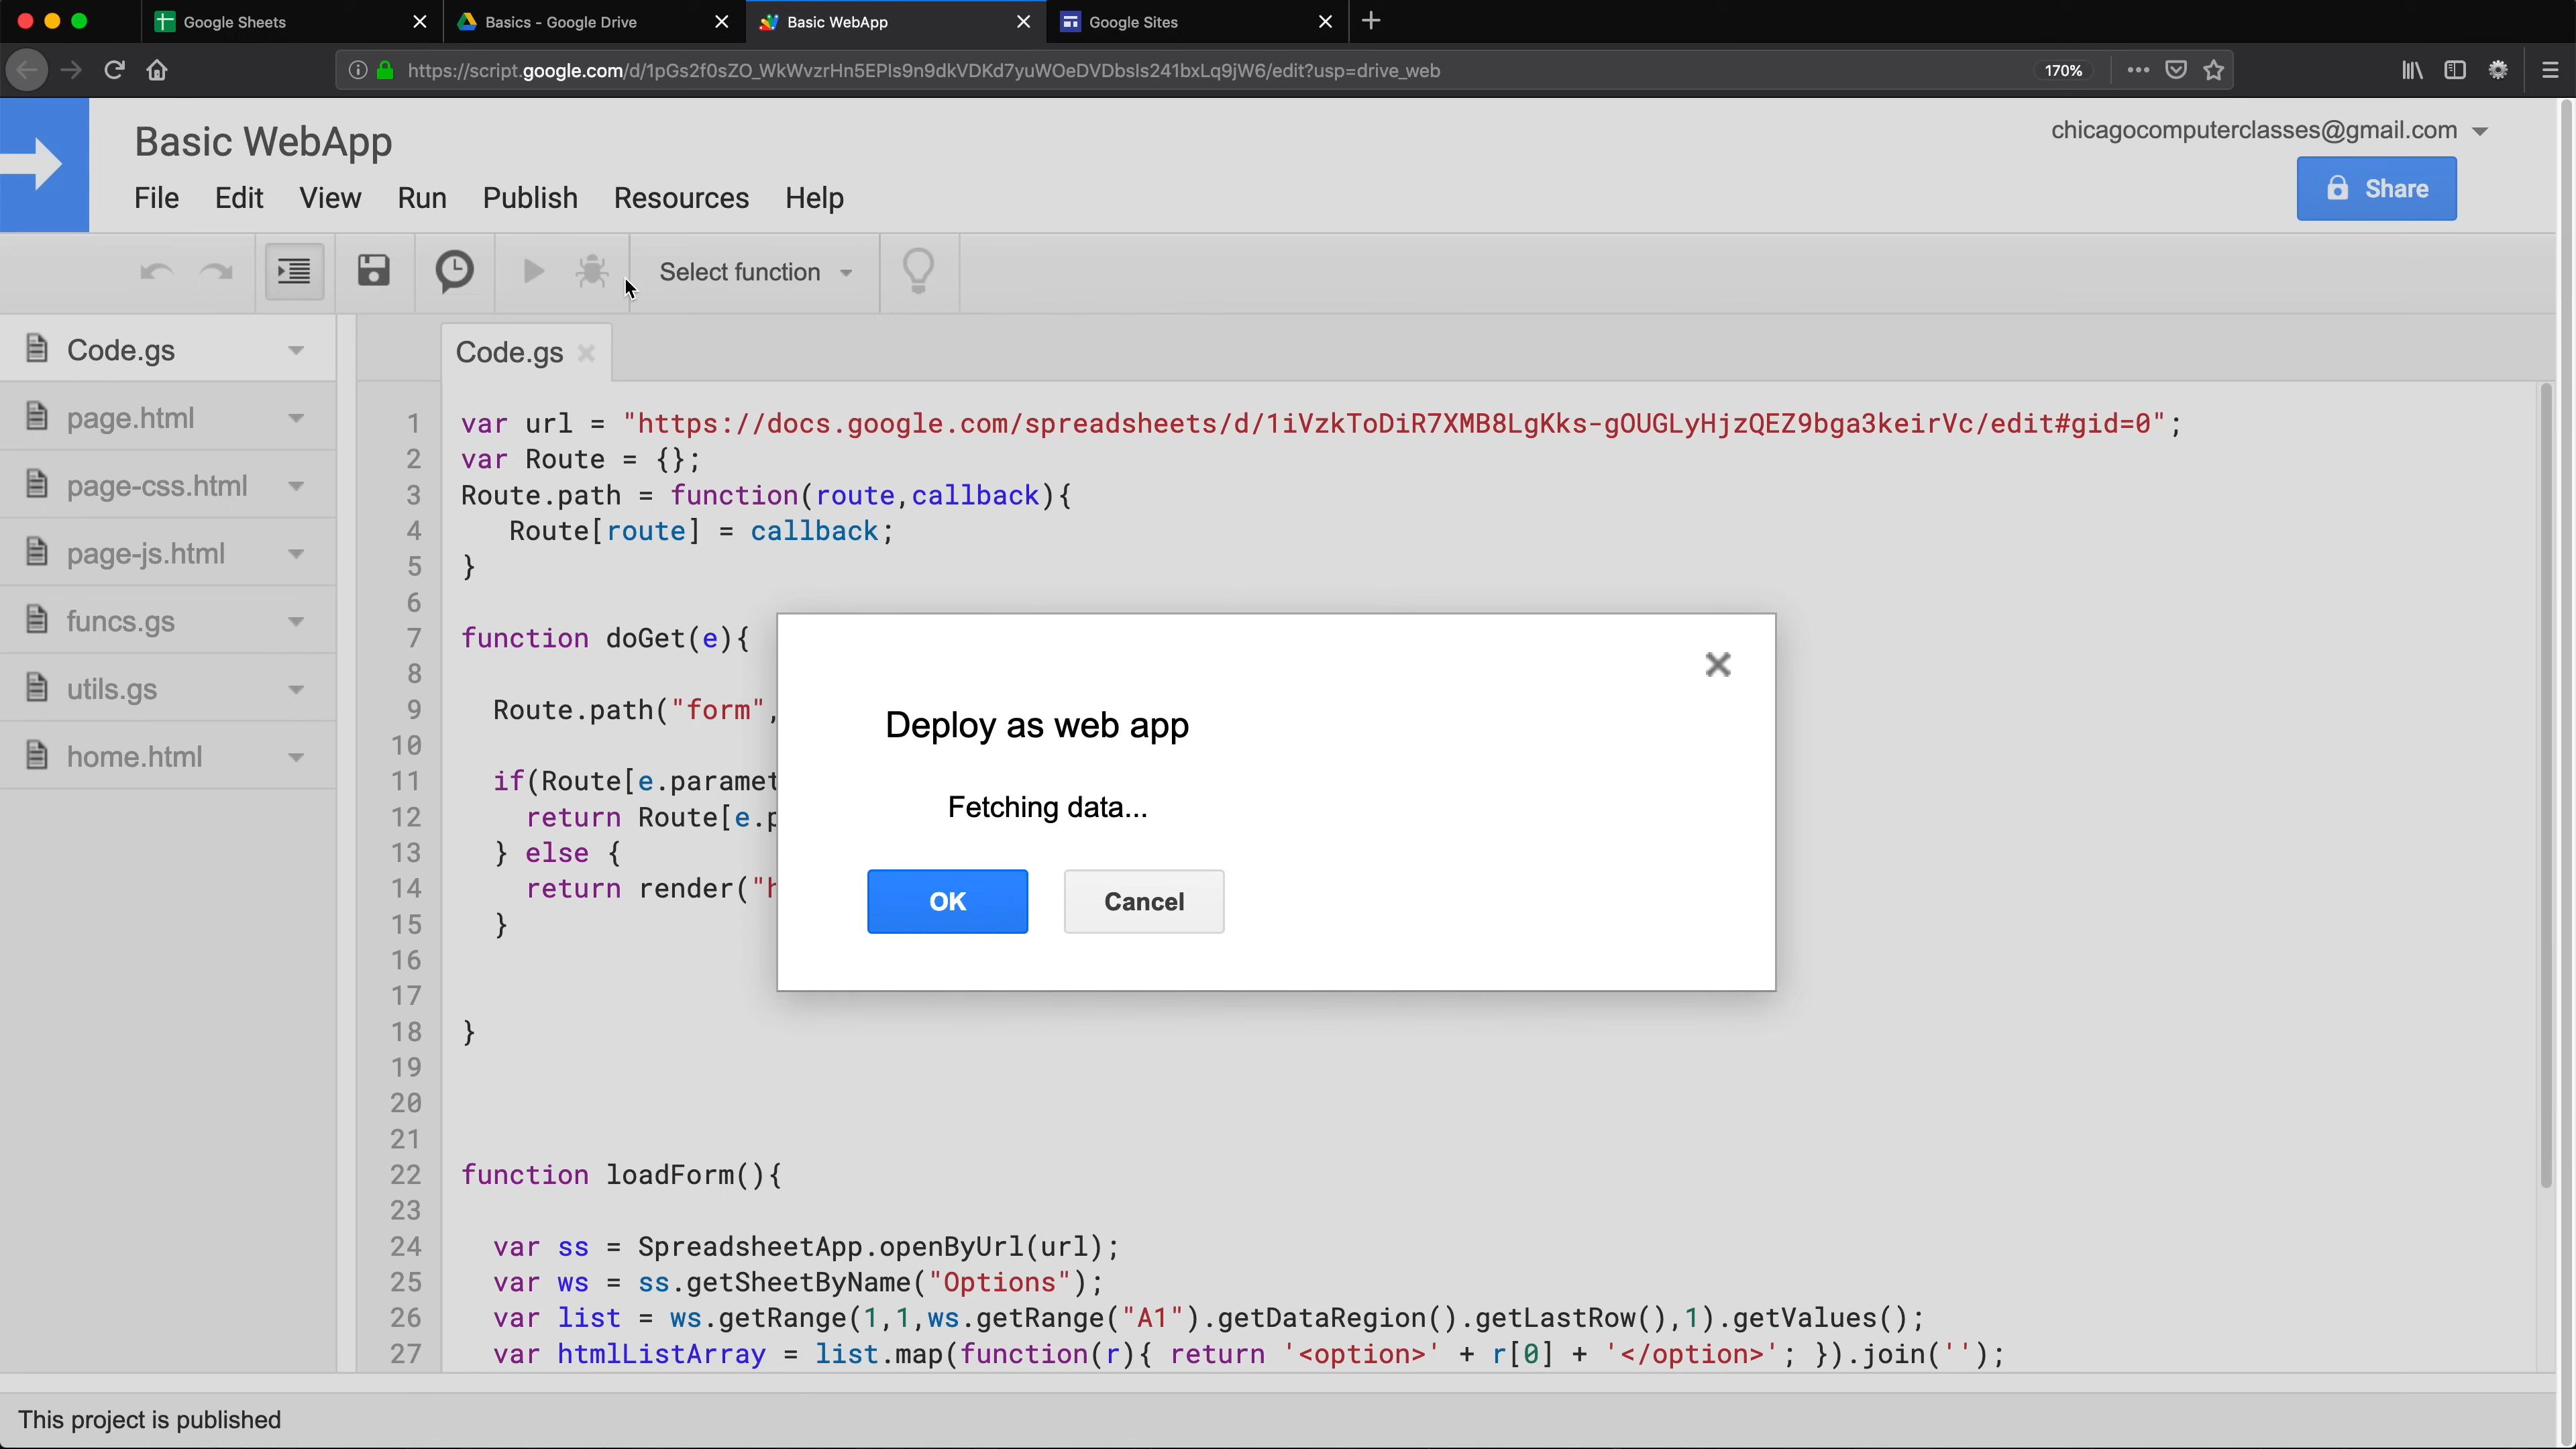 Google Sheets
Basics - Google Drive
Basic WebApp
Google Sites
https://script.google.com/d/1pGs2f0sZO_WkWvzrHn5EPIs9n9dkVDKd7yuWOeDVDbsIs241bxLq9jW6/edit?usp=drive_web
170%
Basic WebApp
chicagocomputerclasses@gmail.com
File Edit View Run Publish Resources Help
Share
Select function
Code.gs
page.html
page-css.html
page-js.html
funcs.gs
utils.gs
home.html
Code.gs
1 var url = "https://docs.google.com/spreadsheets/d/1iVzkToDiR7XMB8LgKks-gOUGLyHjzQEZ9bga3keirVc/edit#gid=0";
2 var Route = {};
3 Route.path = function(route,callback){
4 Route[route] = callback;
5 }
6
7 function doGet(e){
8
9 Route.path("form",
10
11 if(Route[e.paramet
12 return Route[e.p
13 } else {
14 return render("h
15 }
16
17
18 }
19
20
21
22 function loadForm(){
23
24 var ss = SpreadsheetApp.openByUrl(url);
25 var ws = ss.getSheetByName("Options");
26 var list = ws.getRange(1,1,ws.getRange("A1").getDataRegion().getLastRow(),1).getValues();
27 var htmlListArray = list.map(function(r){ return '<option>' + r[0] + '</option>'; }).join('');
Deploy as web app
Fetching data...
OK
Cancel
This project is published